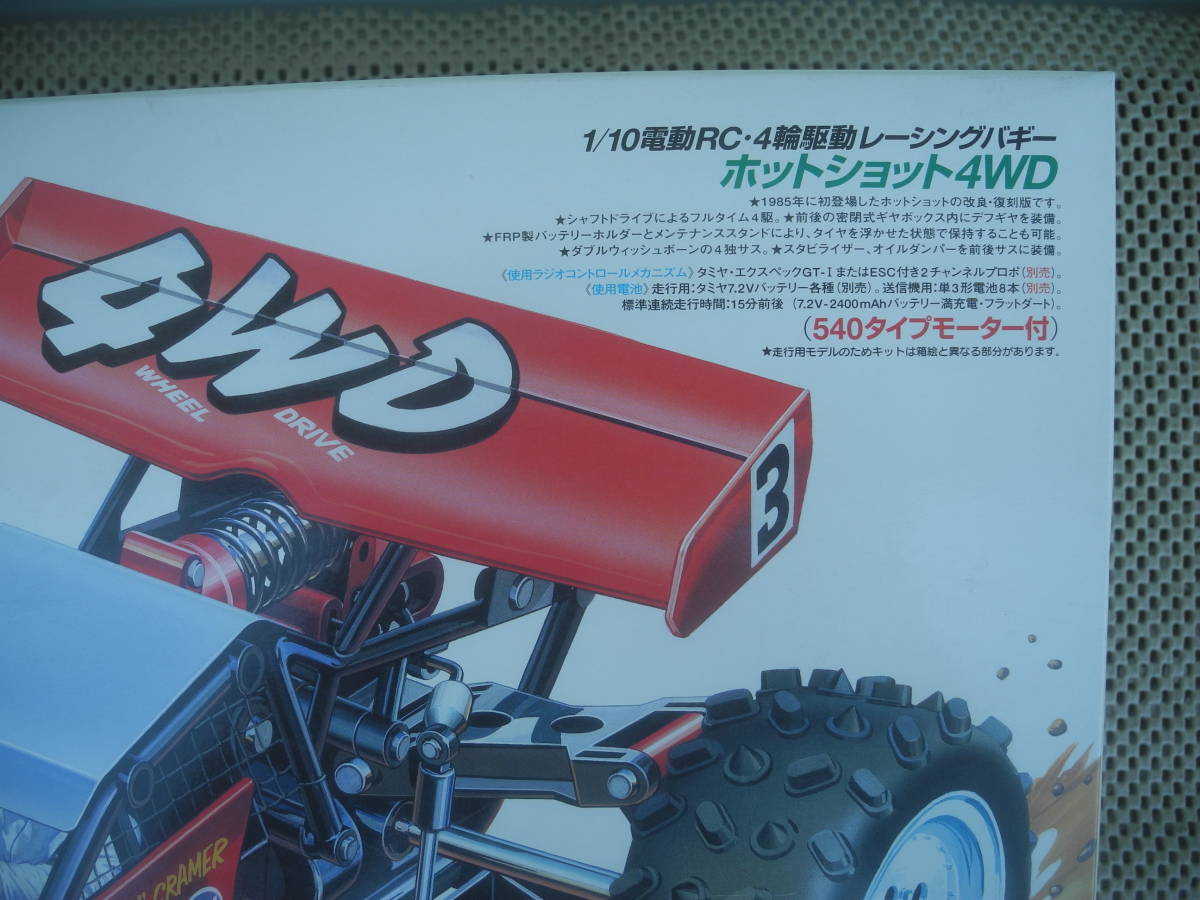 1/10電動RC・4輪駆動レーシングバギー
ホットショット4WD
★1985年に初登場したホットショットの改良・復刻版です。
★シャフトドライブによるフルタイム4駆。★前後の密閉式ギヤボックス内にデフギヤを装備。
★FRP製バッテリーホルダーとメンテナンススタンドにより、タイヤを浮かせた状態で保持することも可能。
★ダブルウィッシュボーンの4独サス。★スタビライザー、オイルダンパーを前後サスに装備。
《使用ラジオコントロールメカニズム》タミヤ・エクスペックGT-IまたはESC付き2チャンネルプロポ(別売)。
《使用電池》走行用:タミヤ7.2Vバッテリー各種(別売)。送信機用:単3形電池8本(別売)。
標準連続走行時間:15分前後 (7.2V-2400mAhバッテリー満充電・フラットダート)。
(540タイプモーター付)
★走行用モデルのためキットは箱絵と異なる部分があります。
4WD
WHEEL DRIVE
3
CRAMER